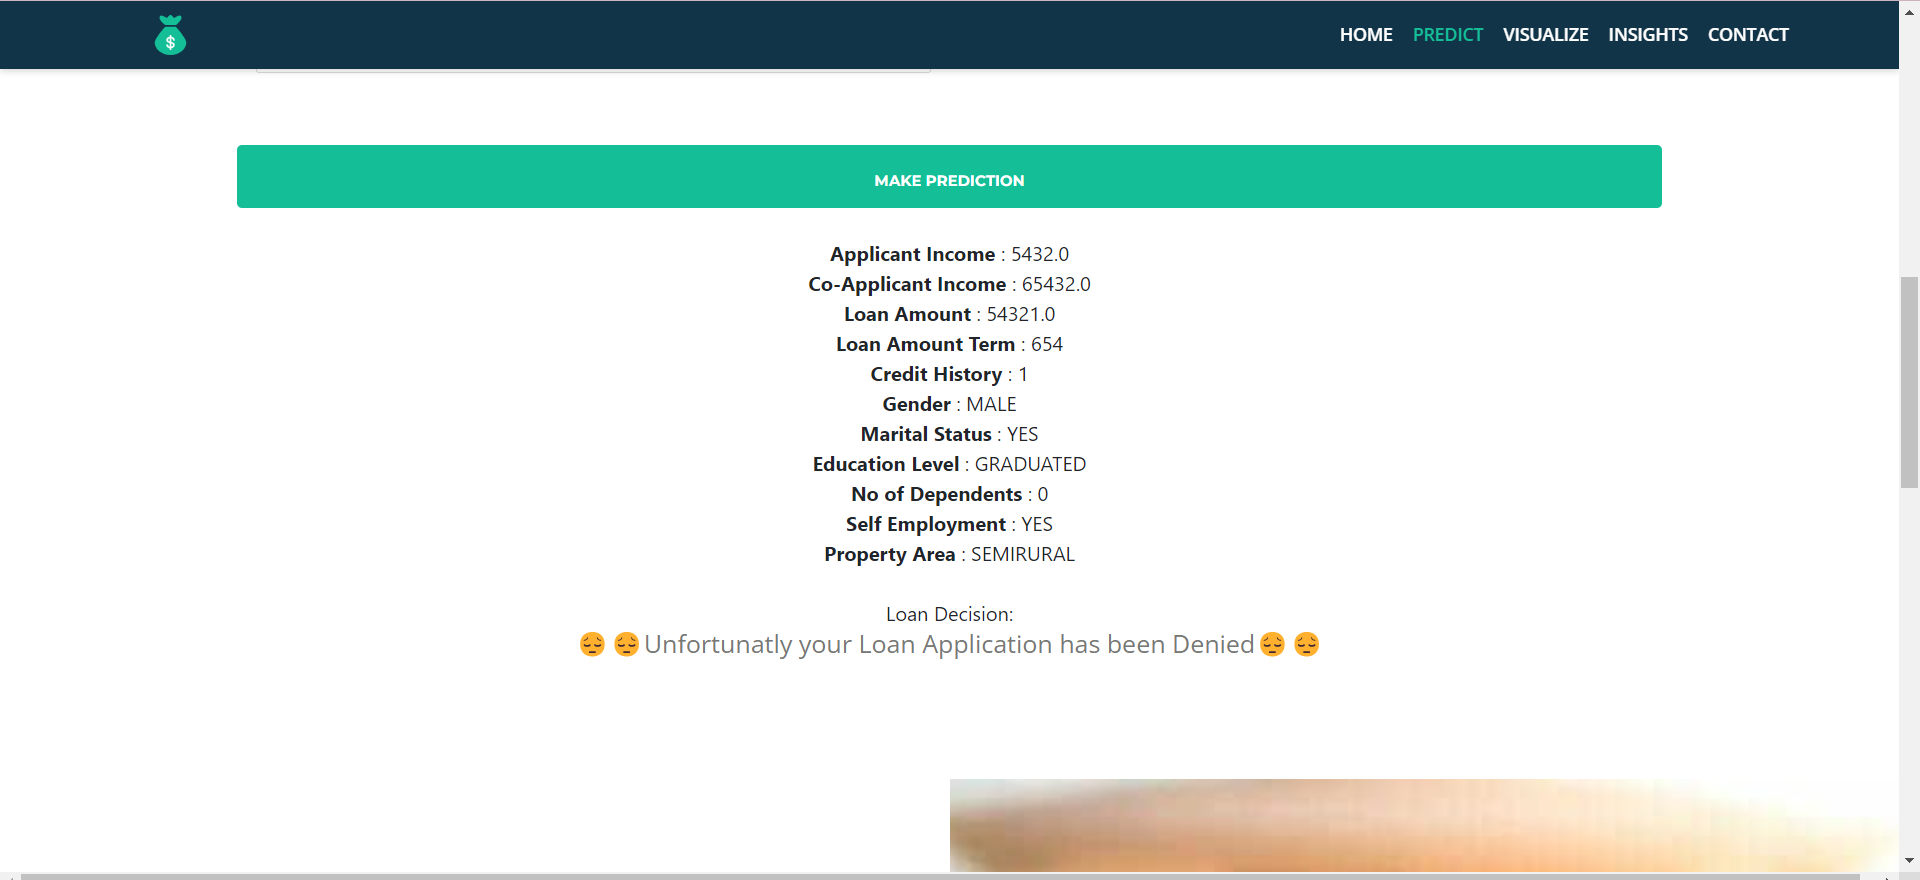 $
HOME PREDICT VISUALIZE INSIGHTS CONTACT
MAKE PREDICTION
Applicant Income : 5432.0
Co-Applicant Income : 65432.0
Loan Amount : 54321.0
Loan Amount Term : 654
Credit History : 1
Gender : MALE
Marital Status : YES
Education Level : GRADUATED
No of Dependents : 0
Self Employment : YES
Property Area : SEMIRURAL
Loan Decision:
😔 😔Unfortunatly your Loan Application has been Denied😔 😔